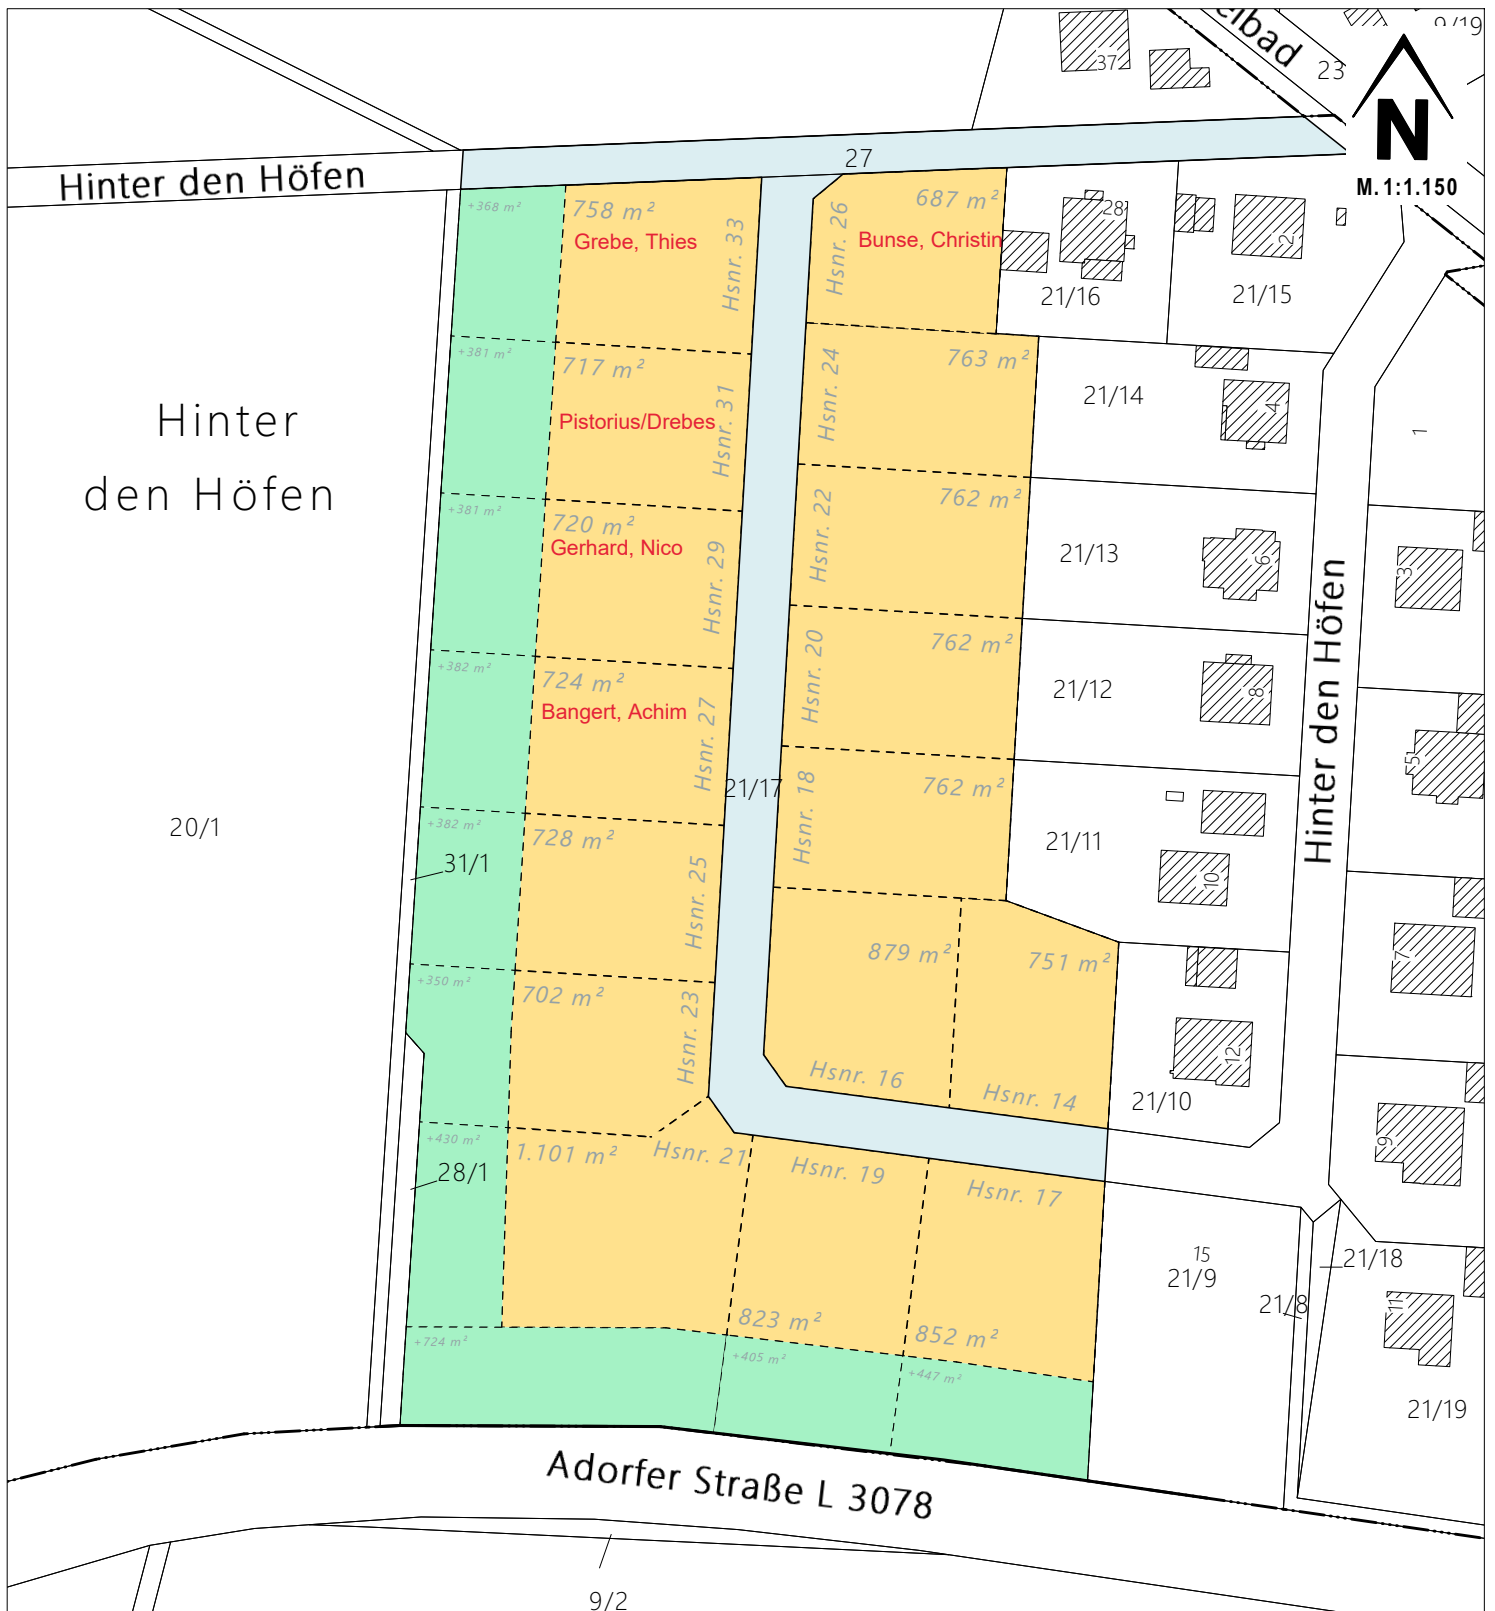 elbad
9/19
23
37
N
M. 1:1.150
27
Hinter den Höfen
+368 m²
758 m²
Grebe, Thies
Hsnr. 33
Hsnr. 26
687 m²
Bunse, Christin
28
21/16
2
21/15
+381 m²
717 m²
Pistorius/Drebes
Hsnr. 31
Hsnr. 24
763 m²
21/14
4
1
Hinter
den Höfen
+381 m²
720 m²
Gerhard, Nico
Hsnr. 29
Hsnr. 22
762 m²
21/13
6
3
Hinter den Höfen
+382 m²
724 m²
Bangert, Achim
Hsnr. 27
Hsnr. 20
762 m²
21/12
8
5
21/17
20/1
+382 m²
728 m²
Hsnr. 25
Hsnr. 18
762 m²
21/11
10
31/1
+350 m²
702 m²
Hsnr. 23
879 m²
751 m²
7
Hsnr. 16
Hsnr. 14
12
21/10
+430 m²
28/1
1.101 m²
Hsnr. 21
Hsnr. 19
Hsnr. 17
9
15
21/9
21/8
21/18
11
21/19
+724 m²
823 m²
+405 m²
852 m²
+447 m²
Adorfer Straße L 3078
9/2